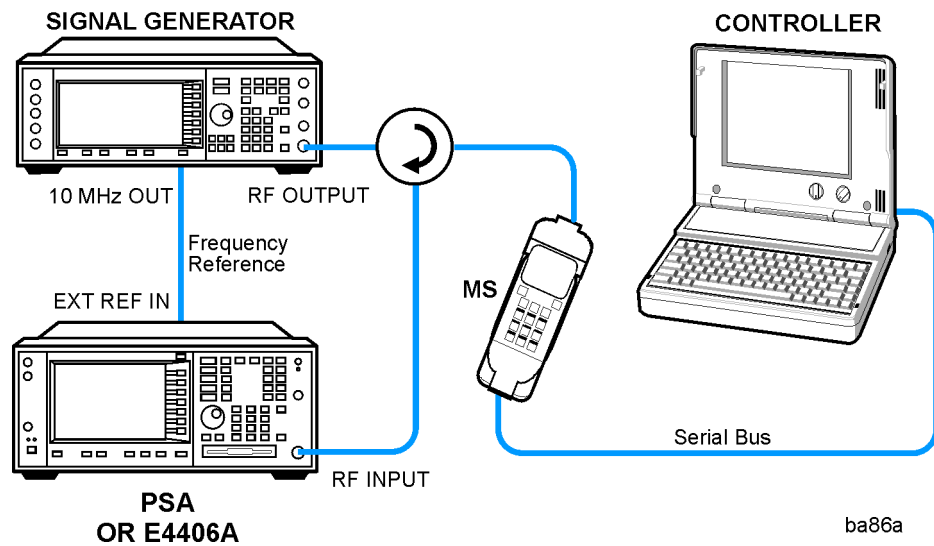 SIGNAL GENERATOR
CONTROLLER
10 MHz OUT
RF OUTPUT
Frequency
Reference
EXT REF IN
MS
Serial Bus
RF INPUT
PSA
OR E4406A
ba86a